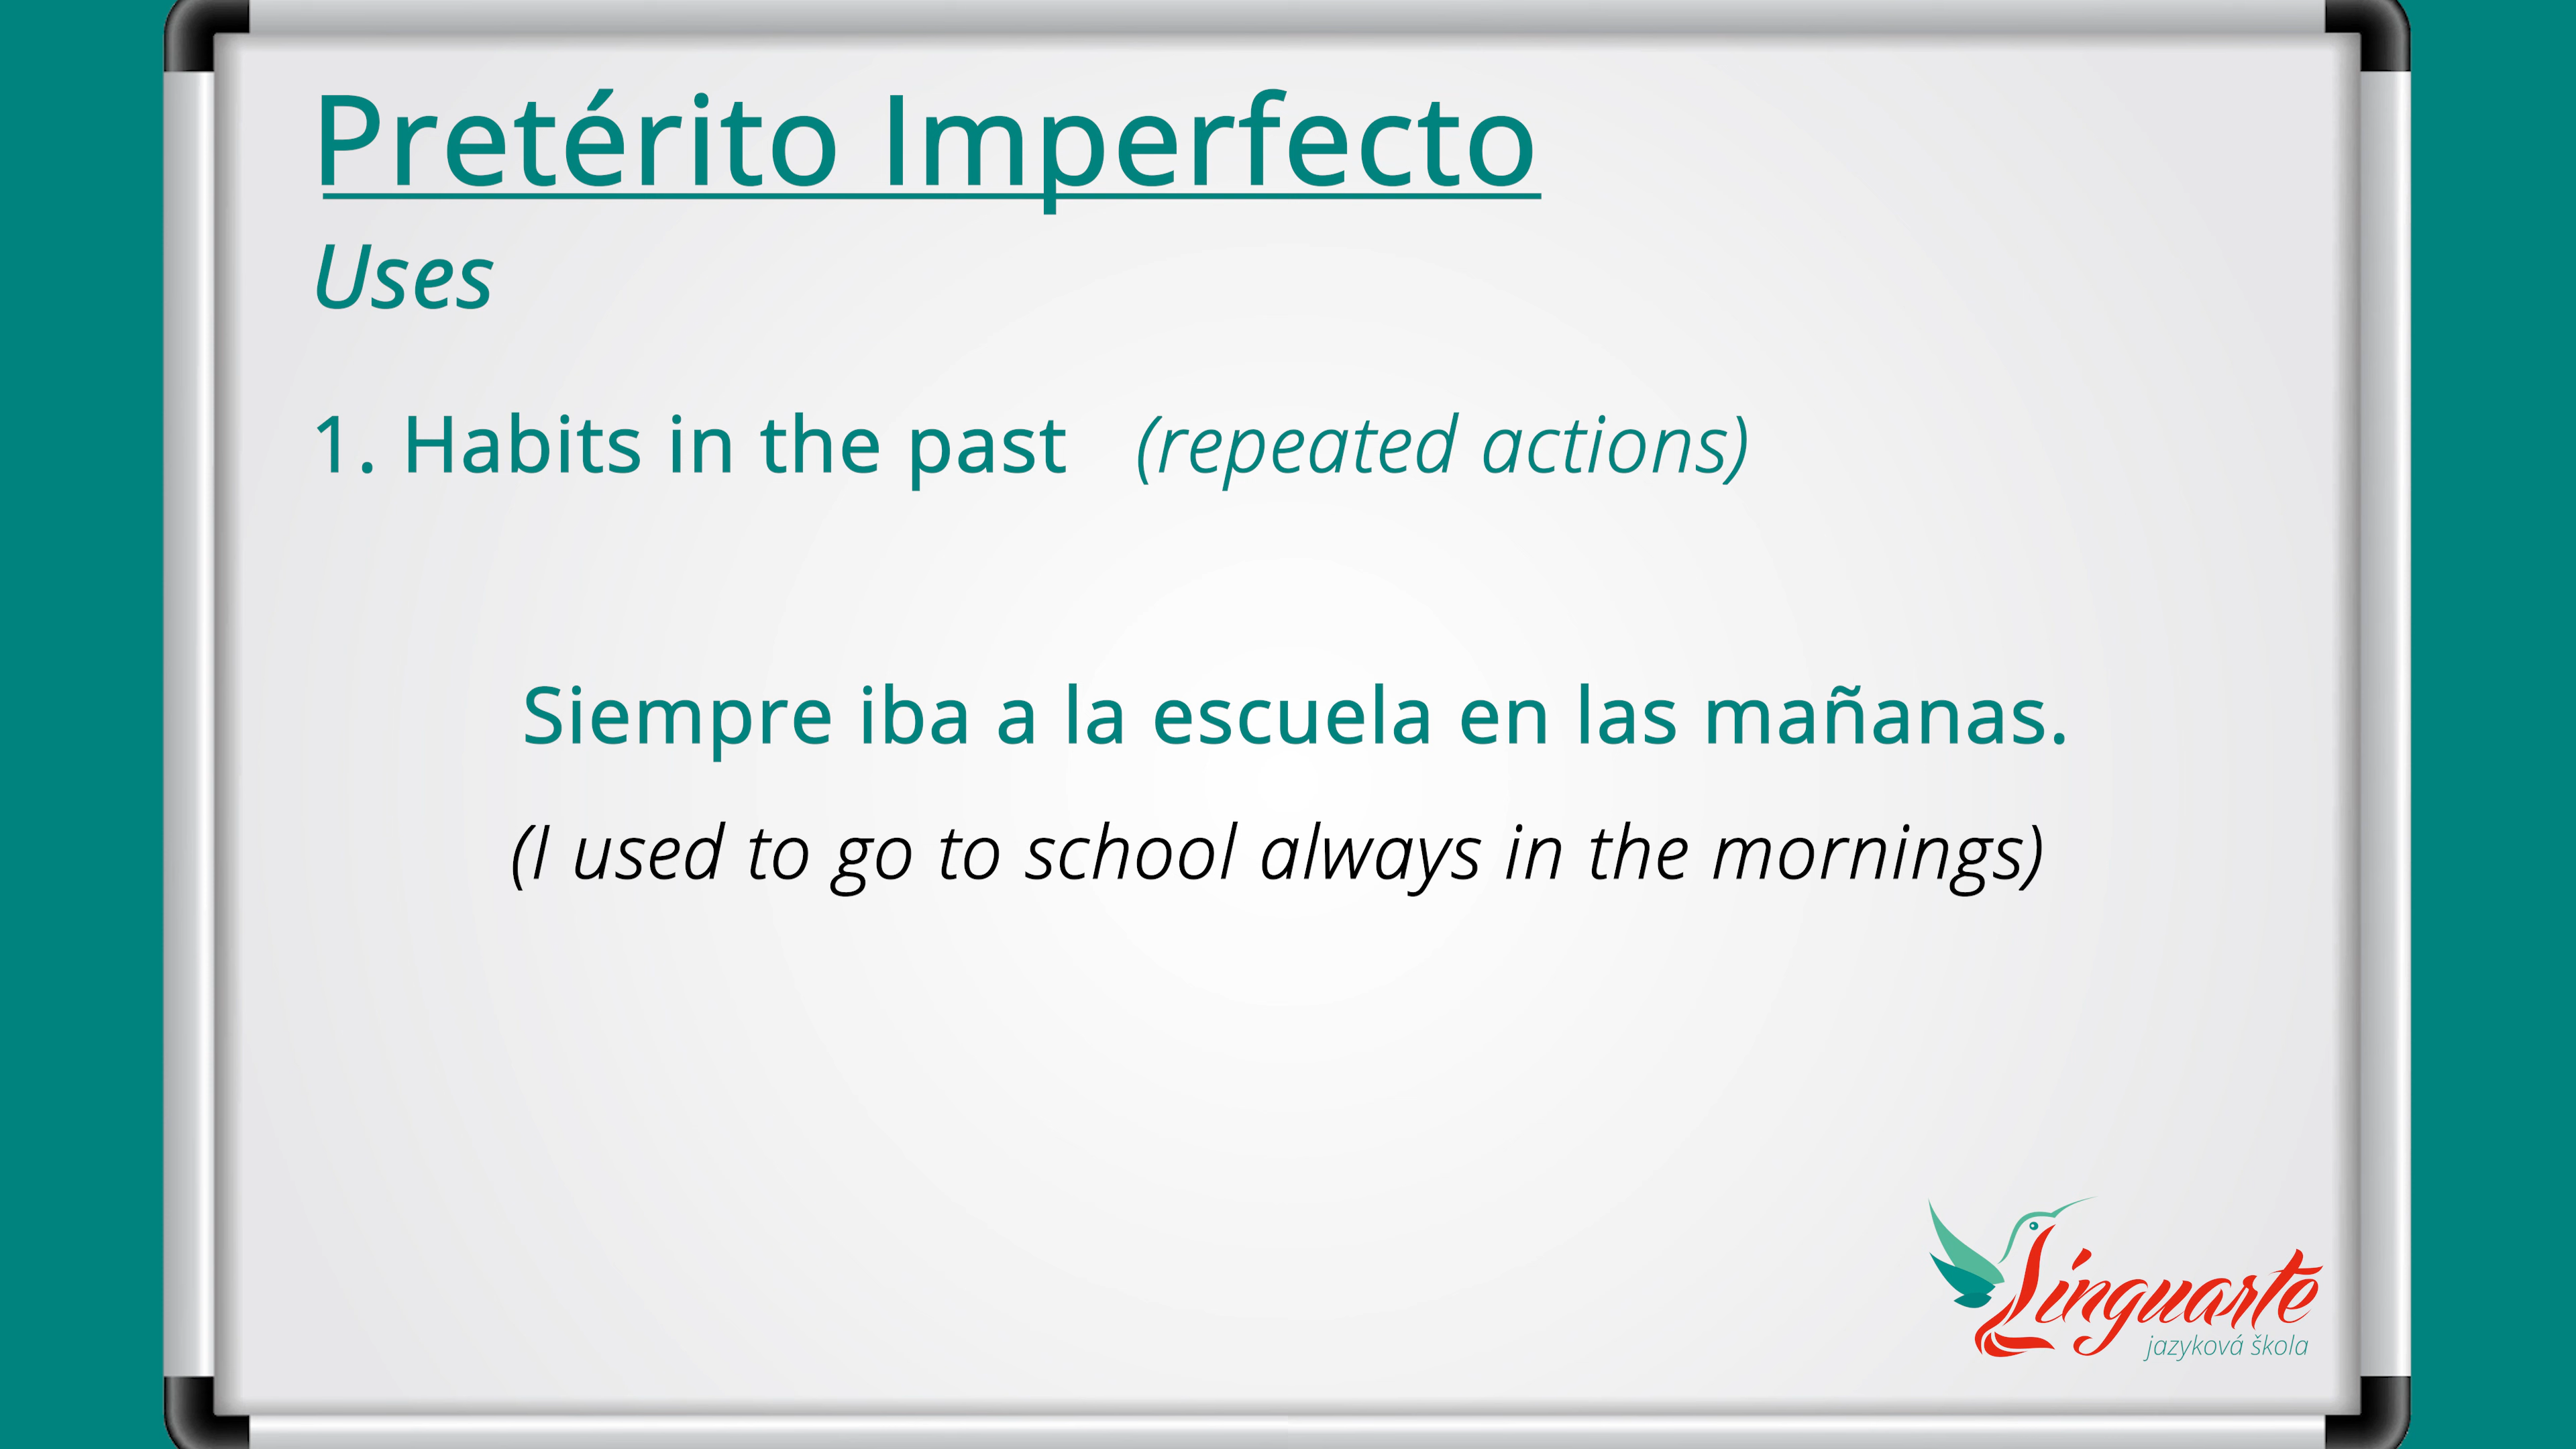 Pretérito Imperfecto
Uses
1. Habits in the past (repeated actions)
Siempre iba a la escuela en las mañanas.
(I used to go to school always in the mornings)
Linguarte
jazyková škola